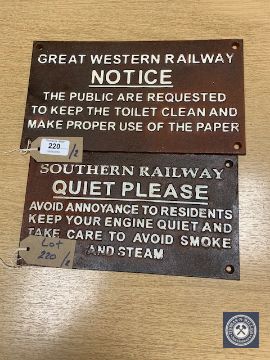 GREAT WESTERN RAILWAY
NOTICE
THE PUBLIC ARE REQUESTED
TO KEEP THE TOILET CLEAN AND
MAKE PROPER USE OF THE PAPER
220
/2
SOUTHERN RAILWAY
QUIET PLEASE
AVOID ANNOYANCE TO RESIDENTS
KEEP YOUR ENGINE QUIET AND
TAKE CARE TO AVOID SMOKE
AND STEAM
Lot
220 /2